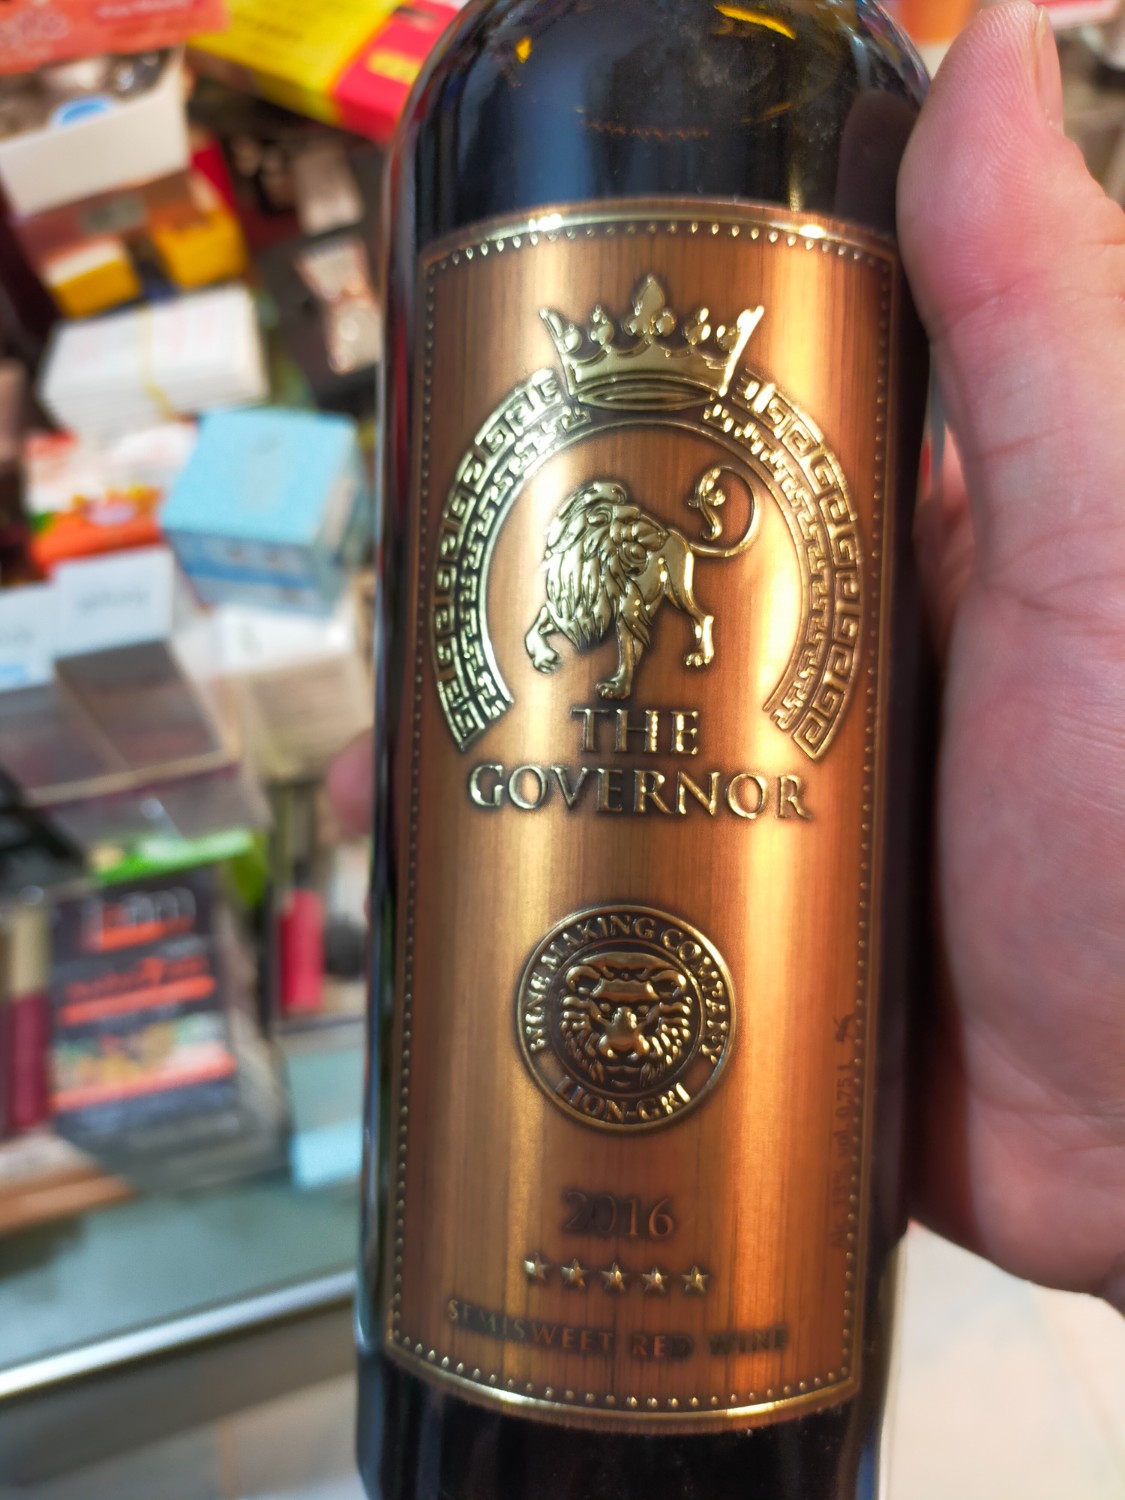 THE
GOVERNOR
WINE MAKING COMPANY
LION-GRI
2016
SEMISWEET RED WINE